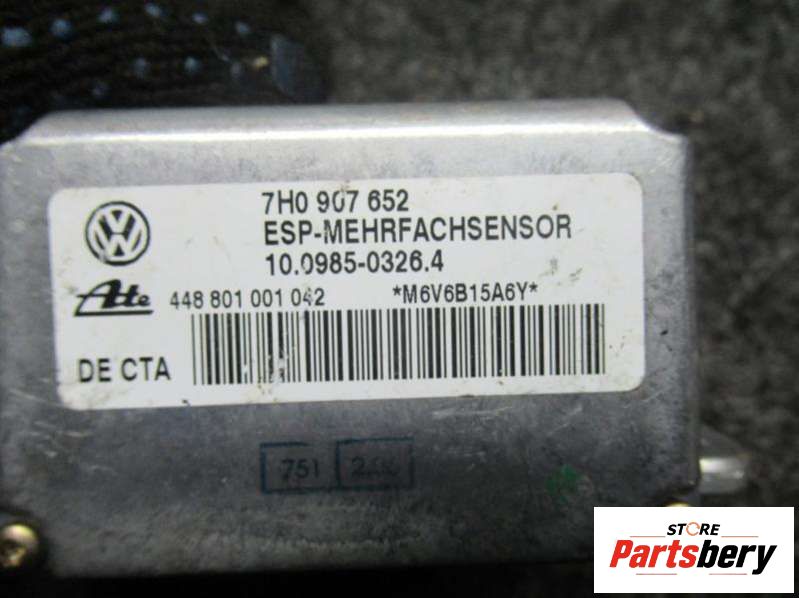 7H0 907 652
ESP-MEHRFACHSENSOR
10.0985-0326.4
Ate 448 801 001 042 *M6V6B15A6Y*
DE CTA
751
STORE
Partsbery